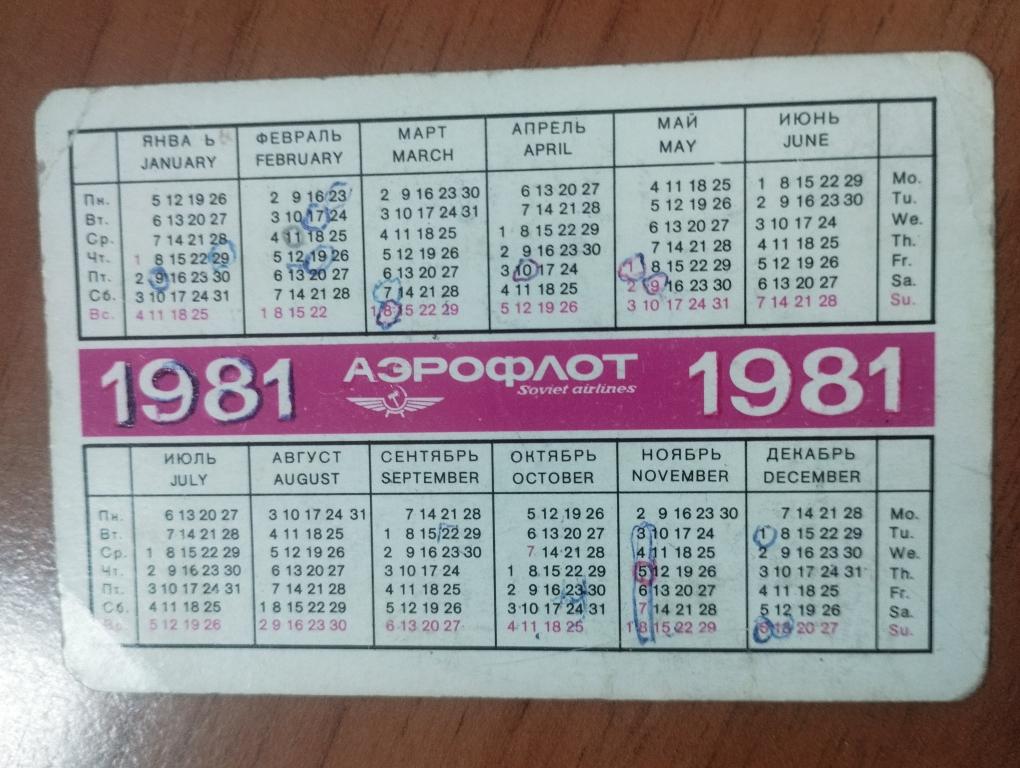 ЯНВА Ь ФЕВРАЛЬ МАРТ АПРЕЛЬ МАЙ ИЮНЬ
JANUARY FEBRUARY MARCH APRIL MAY JUNE
Пн. 5 12 19 26 2 9 16 23 2 9 16 23 30 6 13 20 27 4 11 18 25 1 8 15 22 29 Mo.
Вт. 6 13 20 27 3 10 17 24 3 10 17 24 31 7 14 21 28 5 12 19 26 2 9 16 23 30 Tu.
Ср. 7 14 21 28 4 11 18 25 4 11 18 25 1 8 15 22 29 6 13 20 27 3 10 17 24 We.
Чт. 1 8 15 22 29 5 12 19 26 5 12 19 26 2 9 16 23 30 7 14 21 28 4 11 18 25 Th.
Пт. 2 9 16 23 30 6 13 20 27 6 13 20 27 3 10 17 24 1 8 15 22 29 5 12 19 26 Fr.
Сб. 3 10 17 24 31 7 14 21 28 7 14 21 28 4 11 18 25 2 9 16 23 30 6 13 20 27 Sa.
Вс. 4 11 18 25 1 8 15 22 1 8 15 22 29 5 12 19 26 3 10 17 24 31 7 14 21 28 Su.
1981 АЭРОФЛОТ 1981
Soviet airlines
ИЮЛЬ АВГУСТ СЕНТЯБРЬ ОКТЯБРЬ НОЯБРЬ ДЕКАБРЬ
JULY AUGUST SEPTEMBER OCTOBER NOVEMBER DECEMBER
Пн. 6 13 20 27 3 10 17 24 31 7 14 21 28 5 12 19 26 2 9 16 23 30 7 14 21 28 Mo.
Вт. 7 14 21 28 4 11 18 25 1 8 15 22 29 6 13 20 27 3 10 17 24 1 8 15 22 29 Tu.
Ср. 1 8 15 22 29 5 12 19 26 2 9 16 23 30 7 14 21 28 4 11 18 25 2 9 16 23 30 We.
Чт. 2 9 16 23 30 6 13 20 27 3 10 17 24 1 8 15 22 29 5 12 19 26 3 10 17 24 31 Th.
Пт. 3 10 17 24 31 7 14 21 28 4 11 18 25 2 9 16 23 30 6 13 20 27 4 11 18 25 Fr.
Сб. 4 11 18 25 1 8 15 22 29 5 12 19 26 3 10 17 24 31 7 14 21 28 5 12 19 26 Sa.
Вс. 5 12 19 26 2 9 16 23 30 6 13 20 27 4 11 18 25 1 8 15 22 29 6 13 20 27 Su.